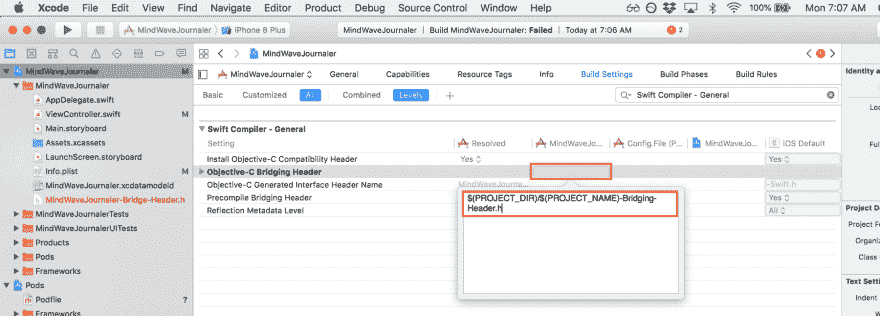 Xcode File Edit View Find Navigate Editor Product Debug Source Control Window 100% Mon 7:07 AM
MindWaveJournaler iPhone 8 Plus MindWaveJournaler | Build MindWaveJournaler: Failed | Today at 7:06 AM 2
MindWaveJournaler M
MindWaveJournaler
AppDelegate.swift
ViewController.swift M
Main.storyboard
Assets.xcassets
LaunchScreen.storyboard
Info.plist M
MindWaveJournaler.xcdatamodeld
MindWaveJournaler-Bridge-Header.h
MindWaveJournalerTests
MindWaveJournalerUITests
Products
Pods
Frameworks
Pods
Podfile ?
Frameworks
MindWaveJournaler
MindWaveJournaler General Capabilities Resource Tags Info Build Settings Build Phases Build Rules
Basic Customized All Combined Levels + Swift Compiler - General
Swift Compiler - General
Setting Resolved MindWaveJo... Config.File (P... MindWaveJo... iOS Default
Install Objective-C Compatibility Header Yes Yes
Objective-C Bridging Header
Objective-C Generated Interface Header Name MindWaveJourna... -Swift.h
Precompile Bridging Header Yes
Reflection Metadata Level All
$(PROJECT_DIR)/$(PROJECT_NAME)-Bridging-
Header.h
Identity a
Loc
Ful
Project D
Project Fo
Organiz
Class
Text Setti
Indent
W